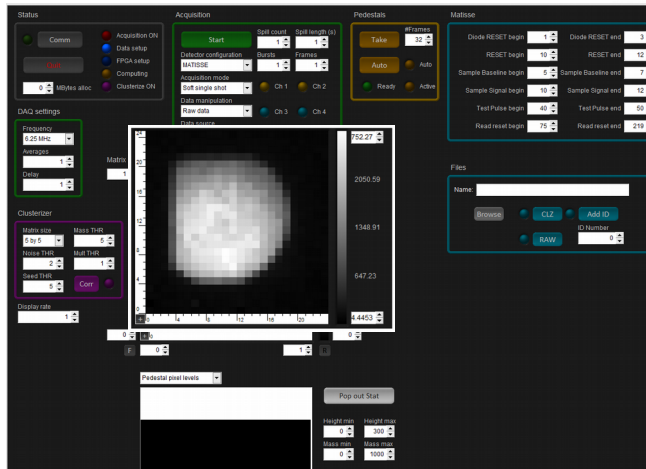 Status
Comm
Acquisition ON
Data setup
FPGA setup
Computing
Clusterize ON
0 MBytes alloc
DAQ settings
Frequency
6.25 MHz
Averages
1
Delay
1
Clusterizer
Matrix size Mass THR
5 by 5 5
Noise THR Mult THR
2 1
Seed THR
5 Corr
Display rate
1
Acquisition
Spill count Spill length (s)
Start 1 1
Detector configuration Bursts Frames
MATISSE 1 1
Acquisition mode
Soft single shot Ch 1 Ch 2
Data manipulation
Raw data Ch 3 Ch 4
Data source
Matrix
1
Pedestals
#Frames
Take 32
Auto Auto
Ready Active
Matisse
Diode RESET begin 1 Diode RESET end 3
RESET begin 10 RESET end 12
Sample Baseline begin 5 Sample Baseline end 7
Sample Signal begin 10 Sample Signal end 12
Test Pulse begin 40 Test Pulse end 50
Read reset begin 75 Read reset end 219
Files
Name:
Browse CLZ Add ID
RAW ID Number
0
24
20
16
12
8
4
0
0 4 8 12 16 20
752.27
2050.59
1348.91
647.23
4.4453
0 0
F 0 1 R
Pedestal pixel levels
Pop out Stat
Height min Height max
0 300
Mass min Mass max
0 1000